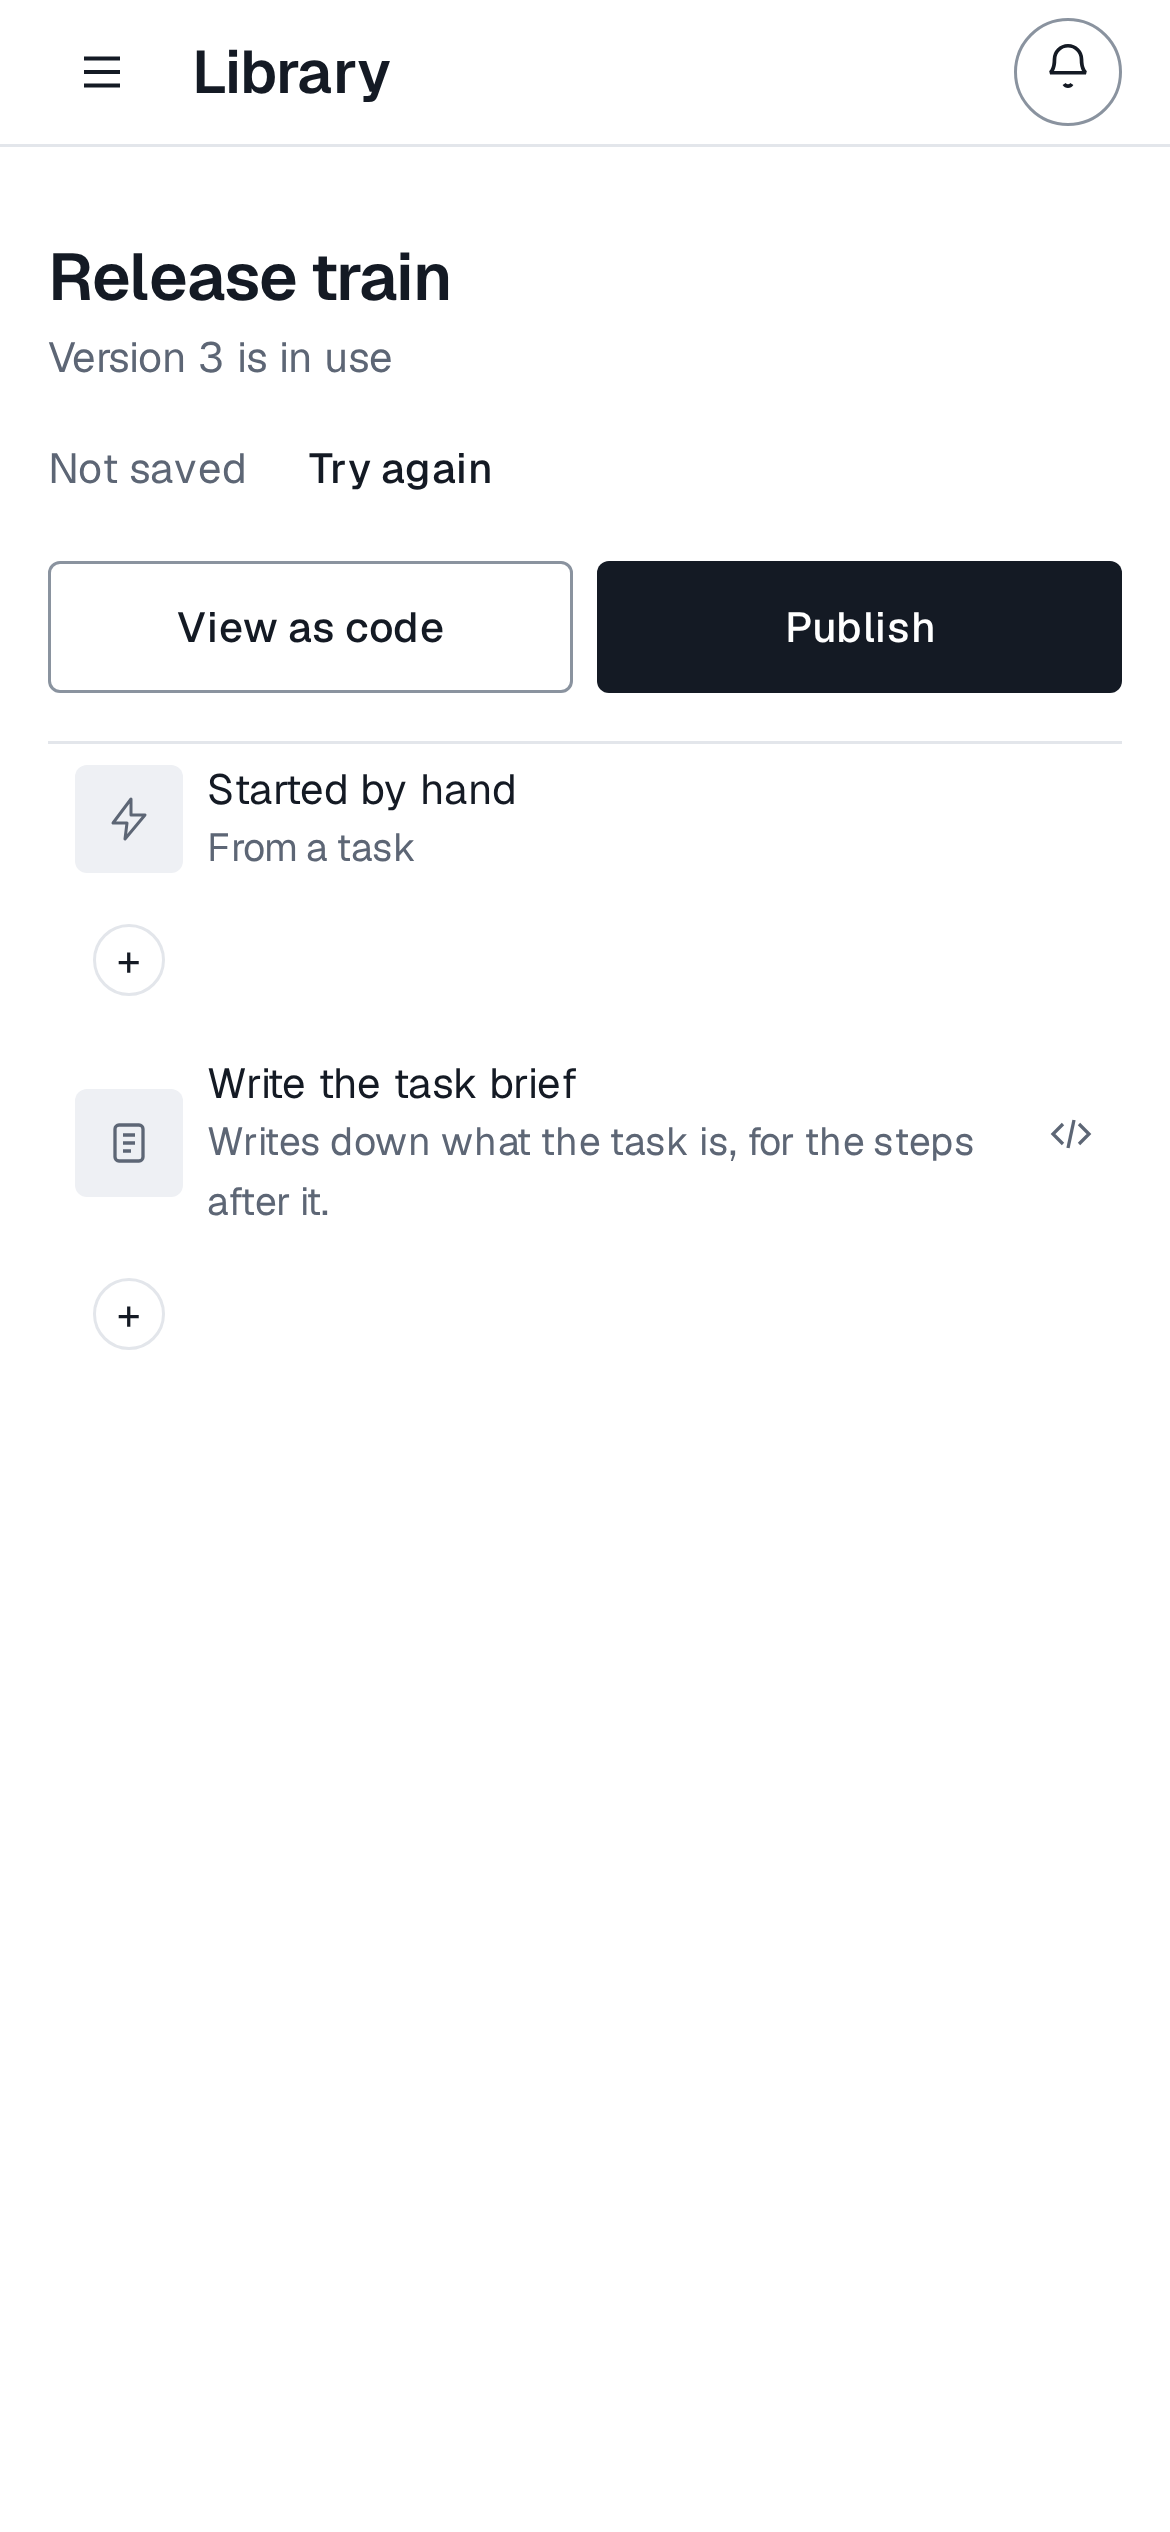 Library
Release train
Version 3 is in use
Not saved Try again
View as code Publish
Started by hand
From a task
+
Write the task brief
Writes down what the task is, for the steps
after it.
+